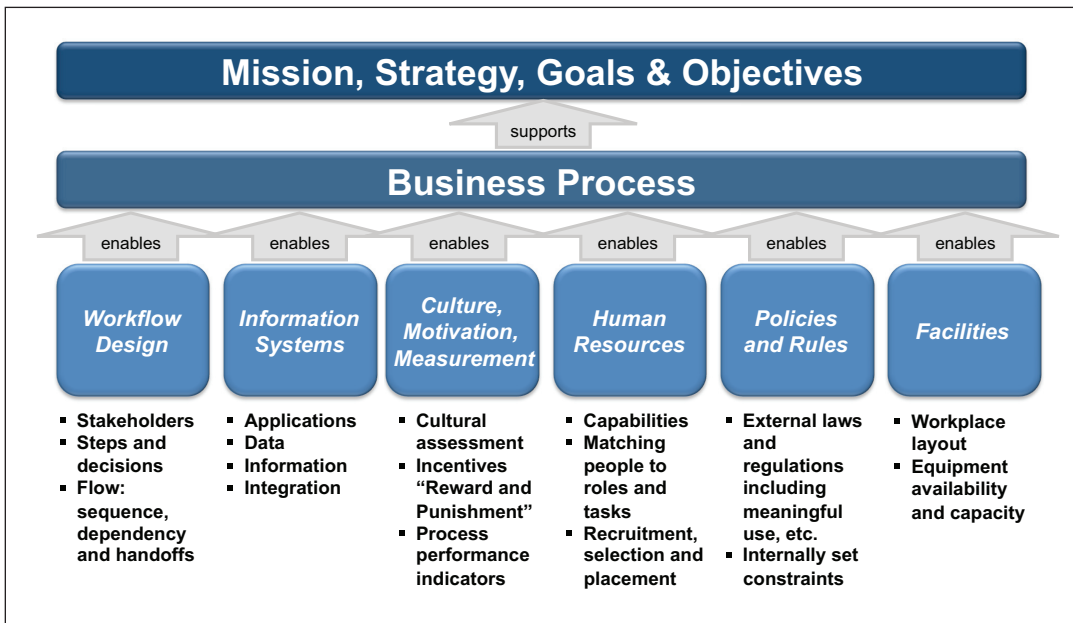 Mission, Strategy, Goals & Objectives
supports
Business Process
enables
enables
enables
enables
enables
enables
Workflow
Design
Information
Systems
Culture,
Motivation,
Measurement
Human
Resources
Policies
and Rules
Facilities
▪ Stakeholders
▪ Steps and
decisions
▪ Flow:
sequence,
dependency
and handoffs
▪ Applications
▪ Data
▪ Information
▪ Integration
▪ Cultural
assessment
▪ Incentives
“Reward and
Punishment”
▪ Process
performance
indicators
▪ Capabilities
▪ Matching
people to
roles and
tasks
▪ Recruitment,
selection and
placement
▪ External laws
and
regulations
including
meaningful
use, etc.
▪ Internally set
constraints
▪ Workplace
layout
▪ Equipment
availability
and capacity